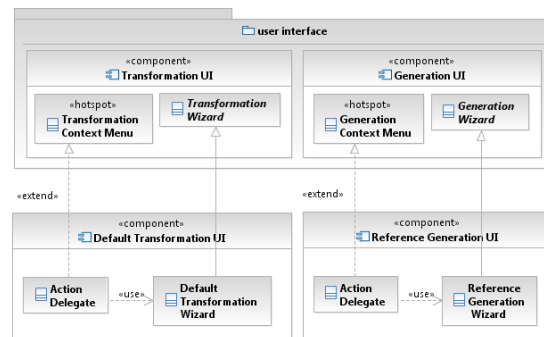 user interface
«component»
Transformation UI
«component»
Generation UI
«hotspot»
Transformation
Context Menu
Transformation
Wizard
«hotspot»
Generation
Context Menu
Generation
Wizard
«extend»
«extend»
«component»
Default Transformation UI
«component»
Reference Generation UI
Action
Delegate
«use»
Default
Transformation
Wizard
Action
Delegate
«use»
Reference
Generation
Wizard